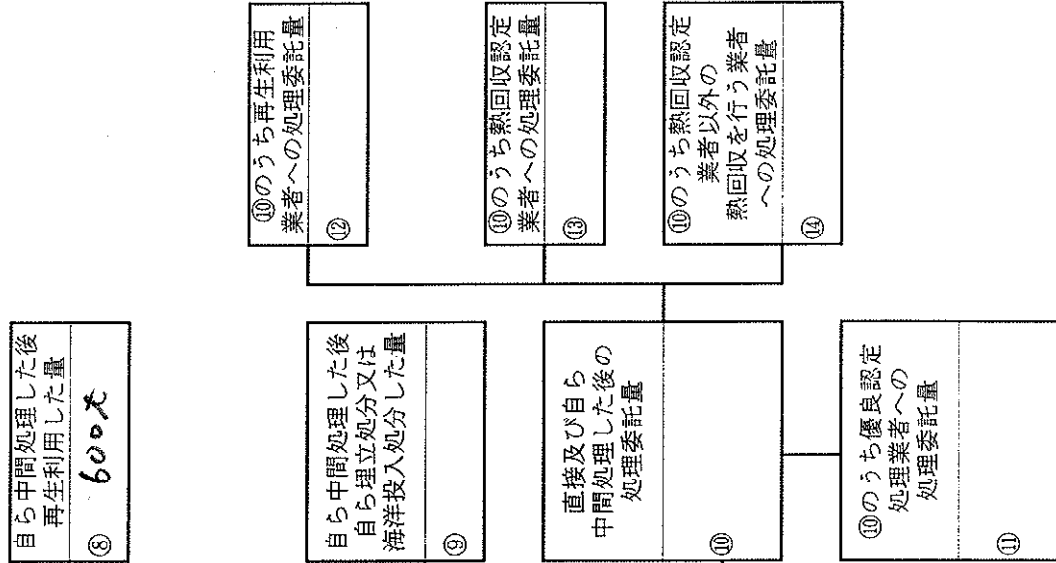 自ら中間処理した後
再生利用した量
⑧ 600t
自ら中間処理した後
自ら埋立処分又は
海洋投入処分した量
⑨
直接及び自ら
中間処理した後の
処理委託量
⑩
⑩のうち優良認定
処理業者への
処理委託量
⑪
⑩のうち再生利用
業者への処理委託量
⑫
⑩のうち熱回収認定
業者への処理委託量
⑬
⑩のうち熱回収認定
業者以外の
熱回収を行う業者
への処理委託量
⑭